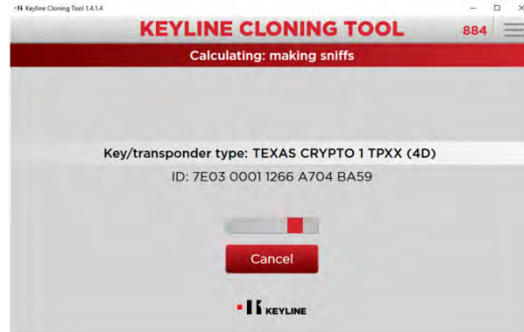 Keyline Cloning Tool 1.4.1.4
KEYLINE CLONING TOOL
884
Calculating: making sniffs
Key/transponder type: TEXAS CRYPTO 1 TPXX (4D)
ID: 7E03 0001 1266 A704 BA59
Cancel
KEYLINE